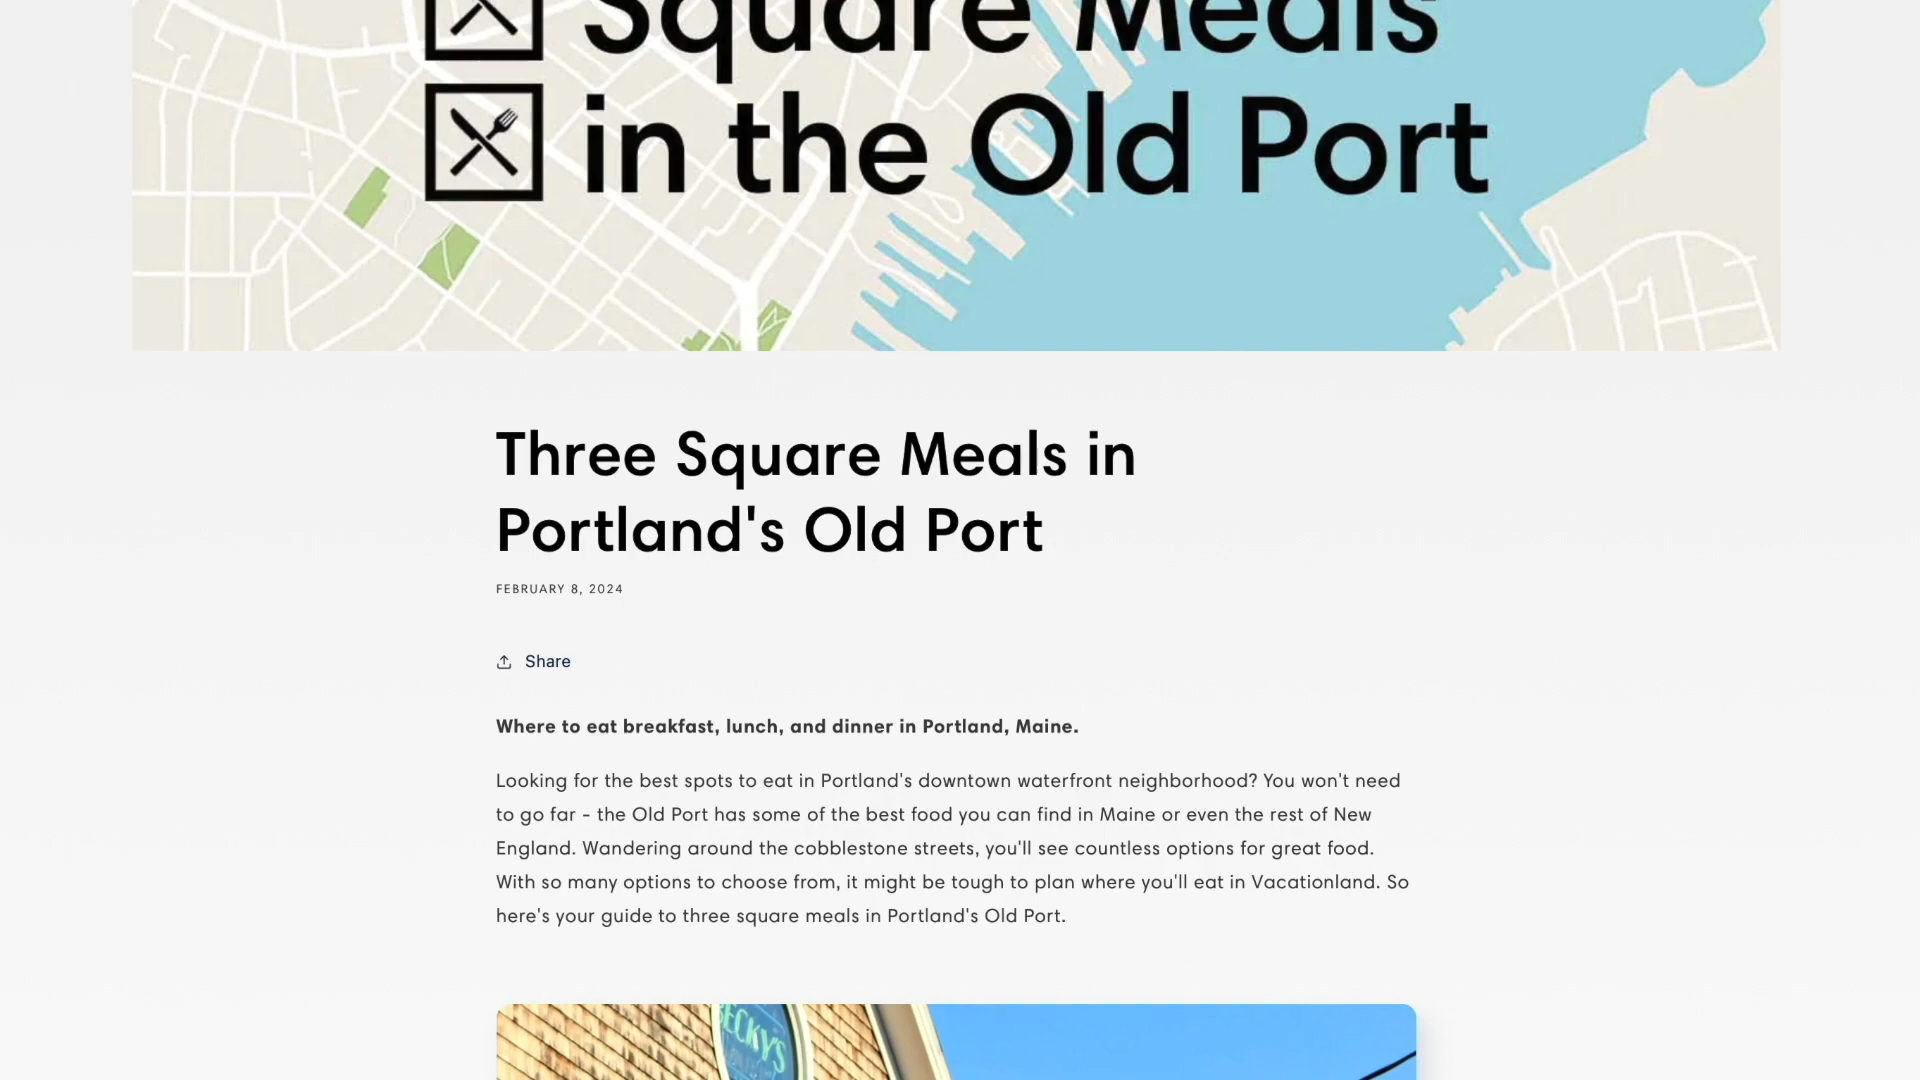 Square Meals
in the Old Port
Three Square Meals in
Portland's Old Port
FEBRUARY 8, 2024
Share
Where to eat breakfast, lunch, and dinner in Portland, Maine.
Looking for the best spots to eat in Portland's downtown waterfront neighborhood? You won't need
to go far - the Old Port has some of the best food you can find in Maine or even the rest of New
England. Wandering around the cobblestone streets, you'll see countless options for great food.
With so many options to choose from, it might be tough to plan where you'll eat in Vacationland. So
here's your guide to three square meals in Portland's Old Port.
ECKY'S